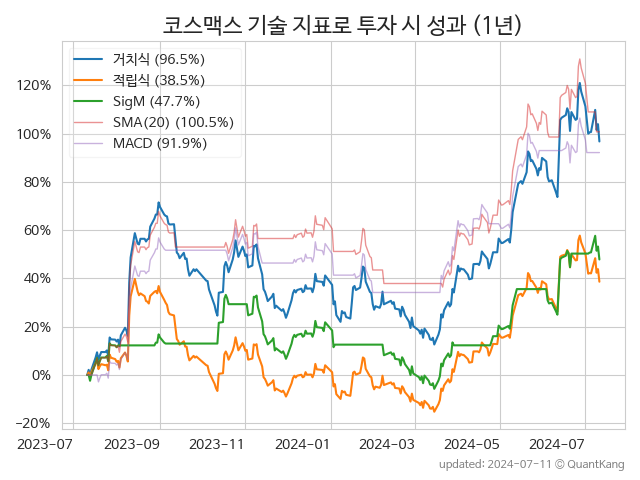 코스맥스 기술 지표로 투자 시 성과 (1년)
거치식 (96.5%)
적립식 (38.5%)
SigM (47.7%)
SMA(20) (100.5%)
MACD (91.9%)
120%
100%
80%
60%
40%
20%
0%
−20%
2023-07
2023-09
2023-11
2024-01
2024-03
2024-05
2024-07
updated: 2024-07-11 © QuantKang